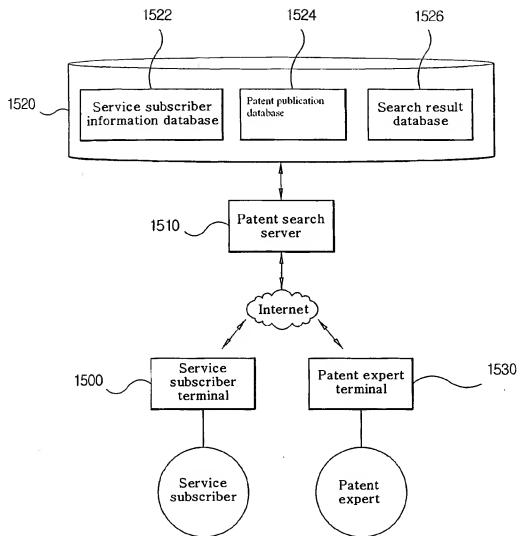 1522
1524
1526
1520
Service subscriber
information database
Patent publication
database
Search result
database
1510
Patent search
server
Internet
1500
Service
subscriber
terminal
Patent expert
terminal
1530
Service
subscriber
Patent
expert